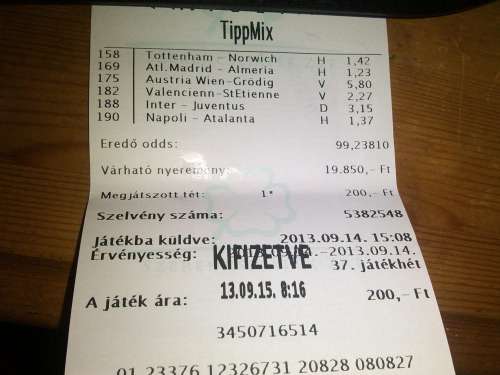 TippMix
158 Tottenham - Norwich H 1,42
169 Atl.Madrid - Almeria H 1,23
175 Austria Wien-Grödig V 5,80
182 Valencienn-StEtienne V 2,27
188 Inter - Juventus D 3,15
190 Napoli - Atalanta H 1,37
Eredő odds: 99,23810
Várható nyeremény: 19.850,- Ft
Megjátszott tét: 1* 200,- Ft
Szelvény száma: 5382548
Játékba küldve: 2013.09.14. 15:08
Érvényesség: -2013.09.14.
KIFIZETVE 37. játékhét
13.09.15. 8:16
A játék ára: 200,- Ft
3450716514
01 23376 12326731 20828 080827